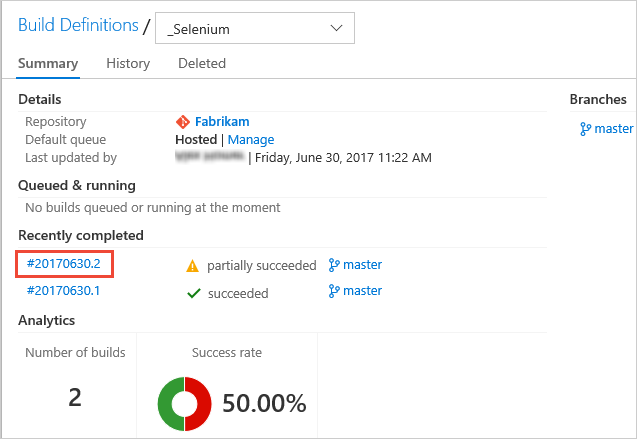 Build Definitions / _Selenium
Summary History Deleted
Details Branches
Repository Fabrikam master
Default queue Hosted | Manage
Last updated by | Friday, June 30, 2017 11:22 AM
Queued & running
No builds queued or running at the moment
Recently completed
#20170630.2 partially succeeded master
#20170630.1 succeeded master
Analytics
Number of builds Success rate
2 50.00%